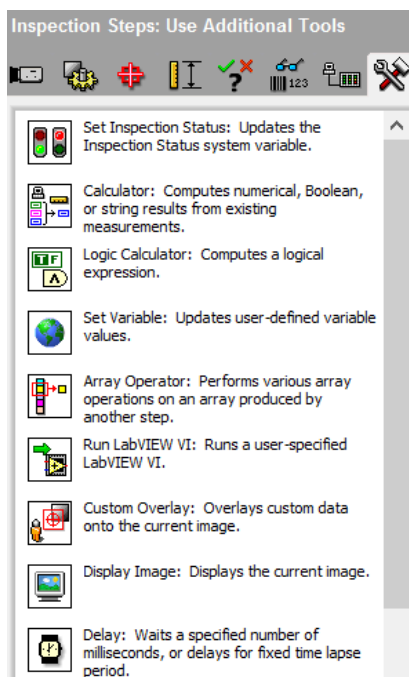 Inspection Steps: Use Additional Tools
?
123
Set Inspection Status: Updates the
Inspection Status system variable.
Calculator: Computes numerical, Boolean,
or string results from existing
measurements.
T F
Logic Calculator: Computes a logical
expression.
Set Variable: Updates user-defined variable
values.
Array Operator: Performs various array
operations on an array produced by
another step.
Run LabVIEW VI: Runs a user-specified
LabVIEW VI.
Custom Overlay: Overlays custom data
onto the current image.
Display Image: Displays the current image.
Delay: Waits a specified number of
milliseconds, or delays for fixed time lapse
period.